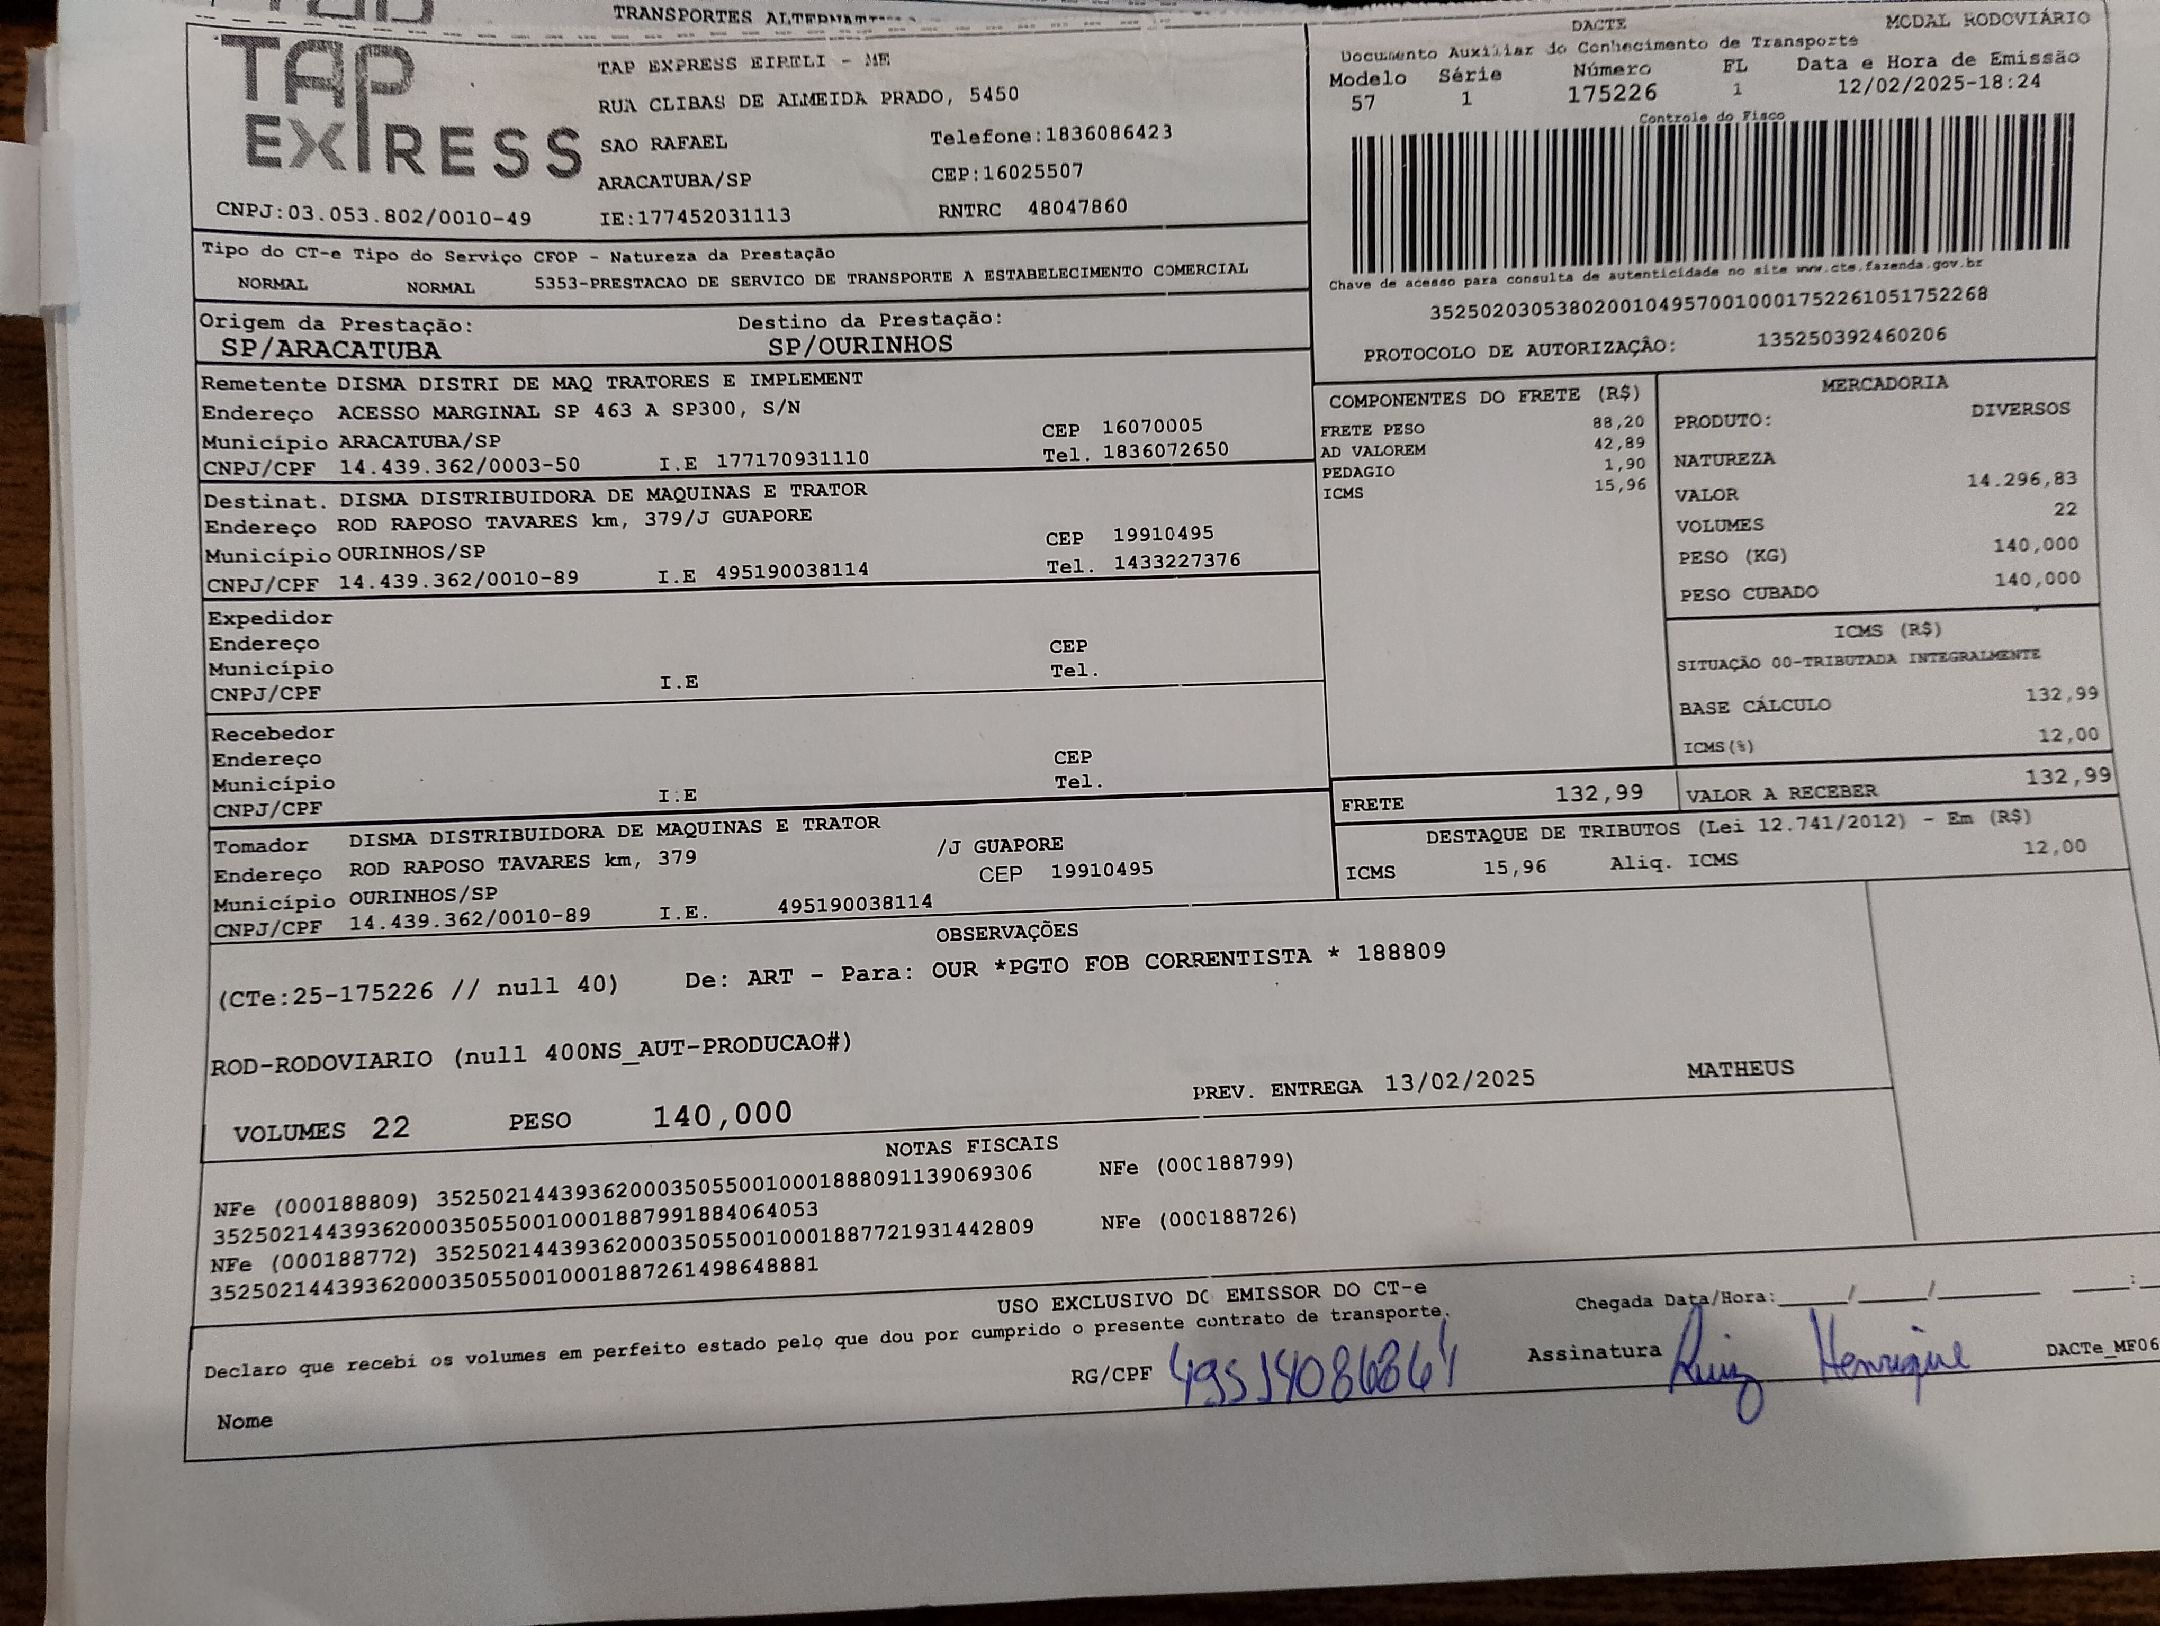 TRANSPORTES
TAP
EXPRESS
TAP EXPRESS EIRELI - ME
RUA CLIBAS DE ALMEIDA PRADO, 5450
SAO RAFAEL
Telefone:1836086423
ARACATUBA/SP
CEP:16025507
CNPJ:03.053.802/0010-49
IE:177452031113
RNTRC 48047860
DACTE
MODAL RODOVIÁRIO
Documento Auxiliar do Conhecimento de Transporte
Modelo Série Número FL Data e Hora de Emissão
57 1 175226 1 12/02/2025-18:24
Controle do Fisco
Chave de acesso para consulta de autenticidade no site www.cte.fazenda.gov.br
35250203053802001049570010001752261051752268
PROTOCOLO DE AUTORIZAÇÃO: 135250392460206
Tipo do CT-e Tipo do Serviço CFOP - Natureza da Prestação
NORMAL NORMAL 5353-PRESTACAO DE SERVICO DE TRANSPORTE A ESTABELECIMENTO COMERCIAL
Origem da Prestação: Destino da Prestação:
SP/ARACATUBA SP/OURINHOS
Remetente DISMA DISTRI DE MAQ TRATORES E IMPLEMENT
Endereço ACESSO MARGINAL SP 463 A SP300, S/N
Município ARACATUBA/SP CEP 16070005
CNPJ/CPF 14.439.362/0003-50 I.E 177170931110 Tel. 1836072650
Destinat. DISMA DISTRIBUIDORA DE MAQUINAS E TRATOR
Endereço ROD RAPOSO TAVARES km, 379/J GUAPORE
Município OURINHOS/SP CEP 19910495
CNPJ/CPF 14.439.362/0010-89 I.E 495190038114 Tel. 1433227376
Expedidor
Endereço
Município CEP
CNPJ/CPF I.E Tel.
Recebedor
Endereço
Município CEP
CNPJ/CPF I.E Tel.
Tomador DISMA DISTRIBUIDORA DE MAQUINAS E TRATOR
Endereço ROD RAPOSO TAVARES km, 379 /J GUAPORE
Município OURINHOS/SP CEP 19910495
CNPJ/CPF 14.439.362/0010-89 I.E. 495190038114
COMPONENTES DO FRETE (R$)
FRETE PESO 88,20
AD VALOREM 42,89
PEDAGIO 1,90
ICMS 15,96
MERCADORIA
PRODUTO: DIVERSOS
NATUREZA
VALOR 14.296,83
VOLUMES 22
PESO (KG) 140,000
PESO CUBADO 140,000
ICMS (R$)
SITUAÇÃO 00-TRIBUTADA INTEGRALMENTE
BASE CÁLCULO 132,99
ICMS(%) 12,00
FRETE 132,99 VALOR A RECEBER 132,99
DESTAQUE DE TRIBUTOS (Lei 12.741/2012) - Em (R$)
ICMS 15,96 Aliq. ICMS 12,00
OBSERVAÇÕES
(CTe:25-175226 // null 40) De: ART - Para: OUR *PGTO FOB CORRENTISTA * 188809
ROD-RODOVIARIO (null 400NS_AUT-PRODUCAO#)
VOLUMES 22 PESO 140,000 PREV. ENTREGA 13/02/2025 MATHEUS
NOTAS FISCAIS
NFe (000188809) 35250214439362000350550010001888091139069306 NFe (000188799)
35250214439362000350550010001887991884064053
NFe (000188772) 35250214439362000350550010001887721931442809 NFe (000188726)
35250214439362000350550010001887261498648881
USO EXCLUSIVO DO EMISSOR DO CT-e
Declaro que recebi os volumes em perfeito estado pelo que dou por cumprido o presente contrato de transporte.
Chegada Data/Hora:____/____/______ ___:
Nome RG/CPF Assinatura Henrique DACTe_MF06